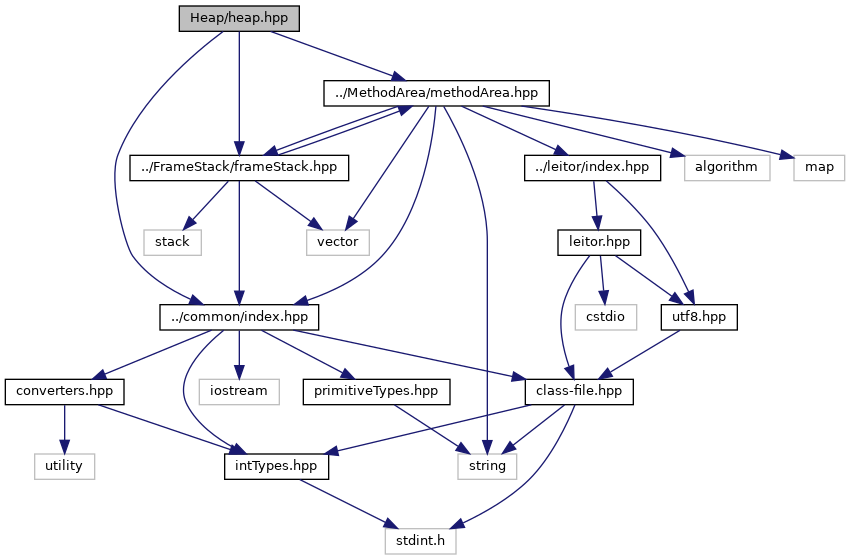 Heap/heap.hpp
../MethodArea/methodArea.hpp
../FrameStack/frameStack.hpp
../leitor/index.hpp
algorithm
map
stack
vector
leitor.hpp
../common/index.hpp
cstdio
utf8.hpp
converters.hpp
iostream
primitiveTypes.hpp
class-file.hpp
utility
intTypes.hpp
string
stdint.h